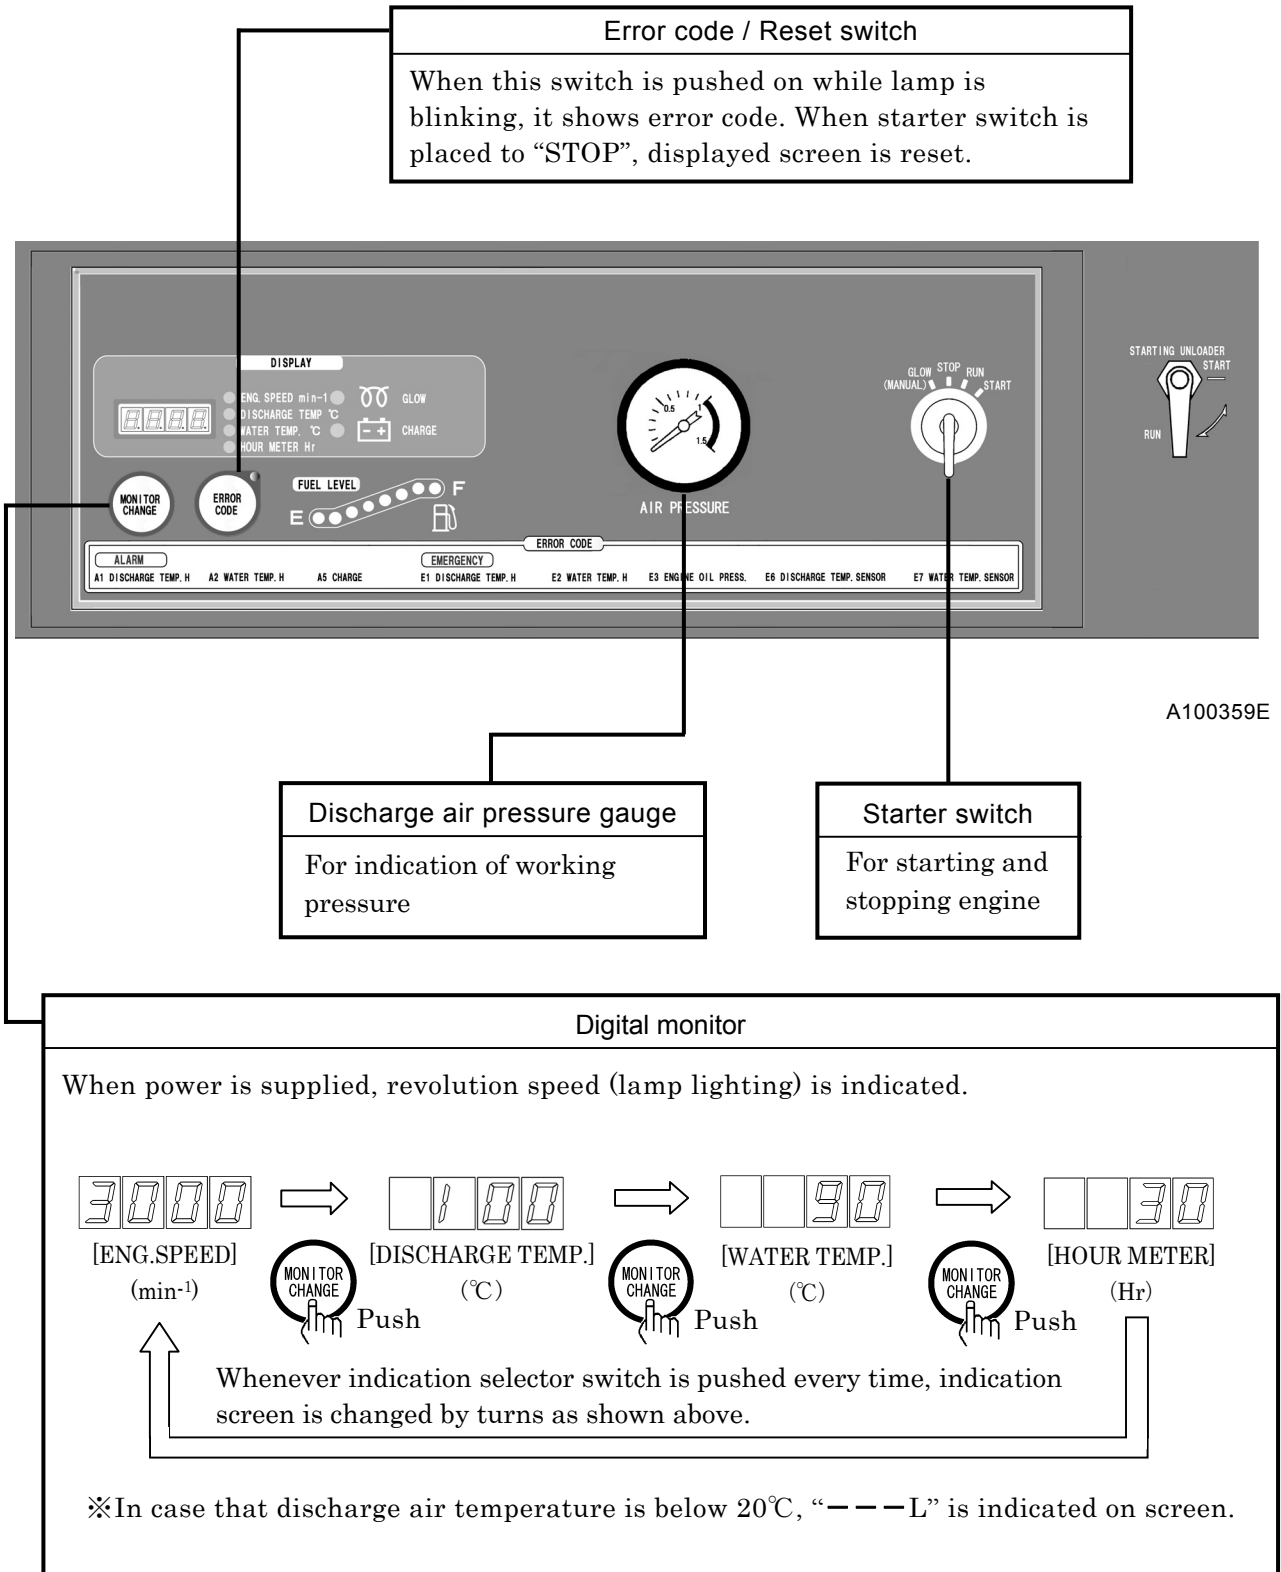 Error code / Reset switch
When this switch is pushed on while lamp is
blinking, it shows error code. When starter switch is
placed to “STOP”, displayed screen is reset.
DISPLAY
8.8.8.8.
ENG. SPEED min-1
DISCHARGE TEMP ℃
WATER TEMP. ℃
HOUR METER Hr
GLOW
CHARGE
MONITOR
CHANGE
ERROR
CODE
FUEL LEVEL
E
F
0.5
1
1.5
AIR PRESSURE
GLOW
(MANUAL)
STOP
RUN
START
STARTING UNLOADER
START
RUN
ERROR CODE
ALARM
EMERGENCY
A1 DISCHARGE TEMP. H A2 WATER TEMP. H A5 CHARGE E1 DISCHARGE TEMP. H E2 WATER TEMP. H E3 ENGINE OIL PRESS. E6 DISCHARGE TEMP. SENSOR E7 WATER TEMP. SENSOR
A100359E
Discharge air pressure gauge
For indication of working
pressure
Starter switch
For starting and
stopping engine
Digital monitor
When power is supplied, revolution speed (lamp lighting) is indicated.
3000
100
90
30
[ENG.SPEED]
(min-1)
MONITOR
CHANGE
Push
[DISCHARGE TEMP.]
(℃)
MONITOR
CHANGE
Push
[WATER TEMP.]
(℃)
MONITOR
CHANGE
Push
[HOUR METER]
(Hr)
Whenever indication selector switch is pushed every time, indication
screen is changed by turns as shown above.
※In case that discharge air temperature is below 20℃, “−−−L” is indicated on screen.